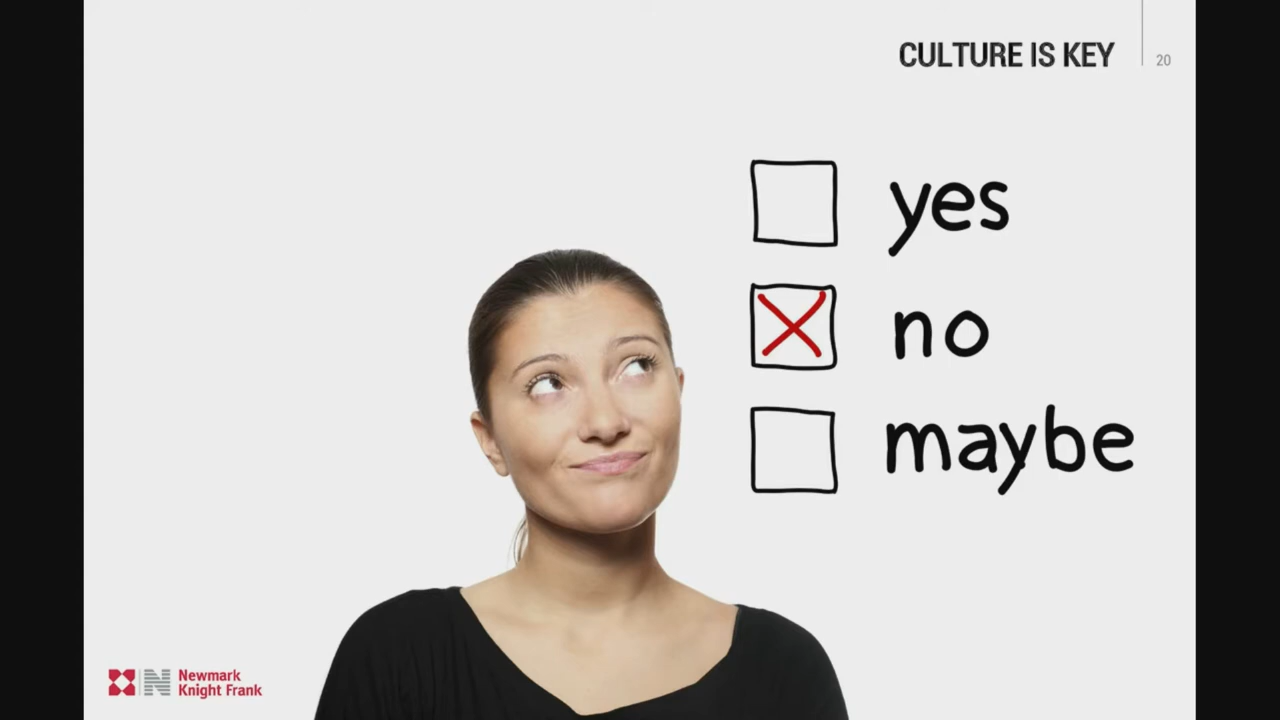 CULTURE IS KEY
20
yes
no
maybe
Newmark
Knight Frank